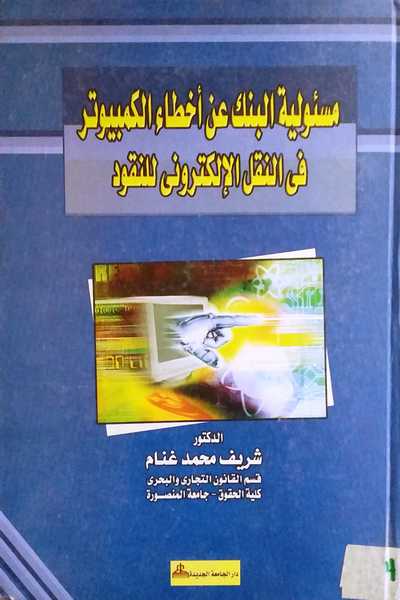 مسئولية البنك عن أخطاء الكمبيوتر
فى النقل الإلكترونى للنقود
الدكتور
شريف محمد غنام
قسم القانون التجارى والبحرى
كلية الحقوق - جامعة المنصورة
دار الجامعة الجديدة